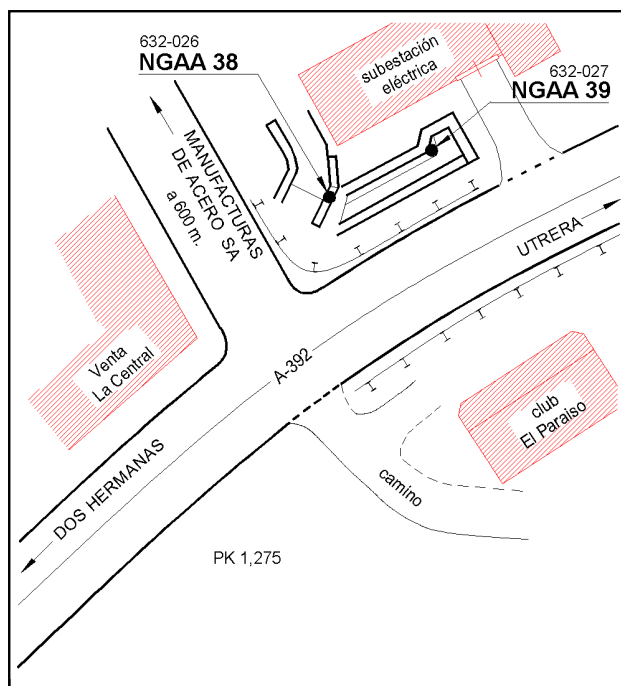 632-026
NGAA 38
subestación
eléctrica
632-027
NGAA 39
MANUFACTURAS
DE ACERO SA
a 600 m.
UTRERA
Venta
La Central
A-392
club
El Paraiso
camino
DOS HERMANAS
PK 1,275